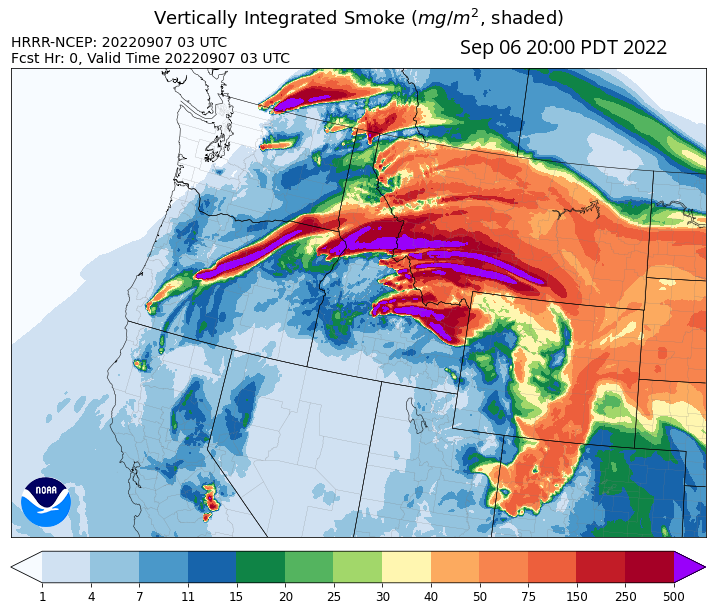 Vertically Integrated Smoke (mg/m², shaded)
HRRR-NCEP: 20220907 03 UTC
Fcst Hr: 0, Valid Time 20220907 03 UTC
Sep 06 20:00 PDT 2022
NOAA
1 4 7 11 15 20 25 30 40 50 75 150 250 500